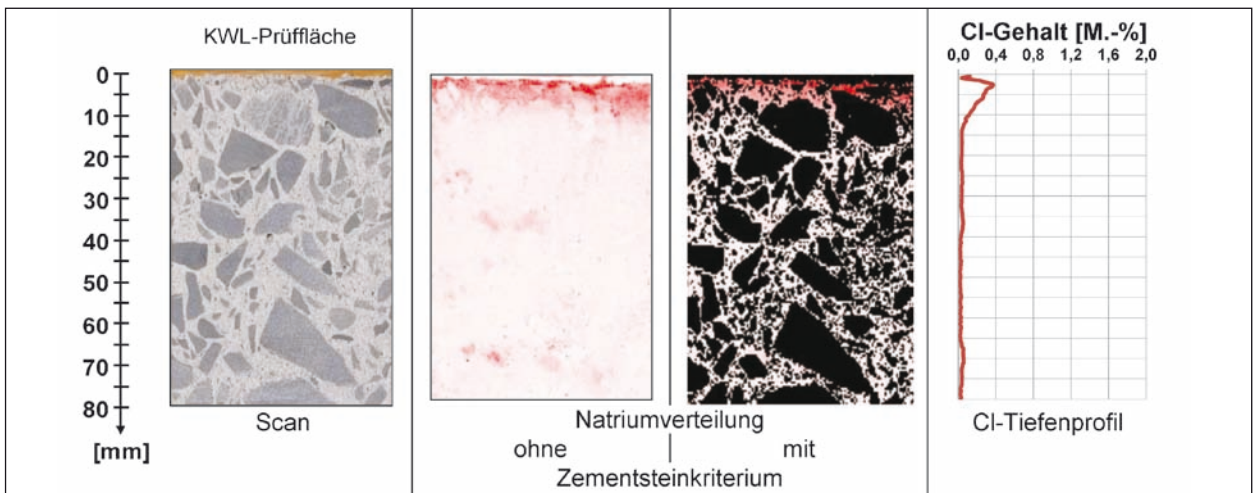 KWL-Prüffläche
0
10
20
30
40
50
60
70
80
[mm]
Scan
Natriumverteilung
ohne
mit
Zementsteinkriterium
Cl-Gehalt [M.-%]
0,0 0,4 0,8 1,2 1,6 2,0
Cl-Tiefenprofil